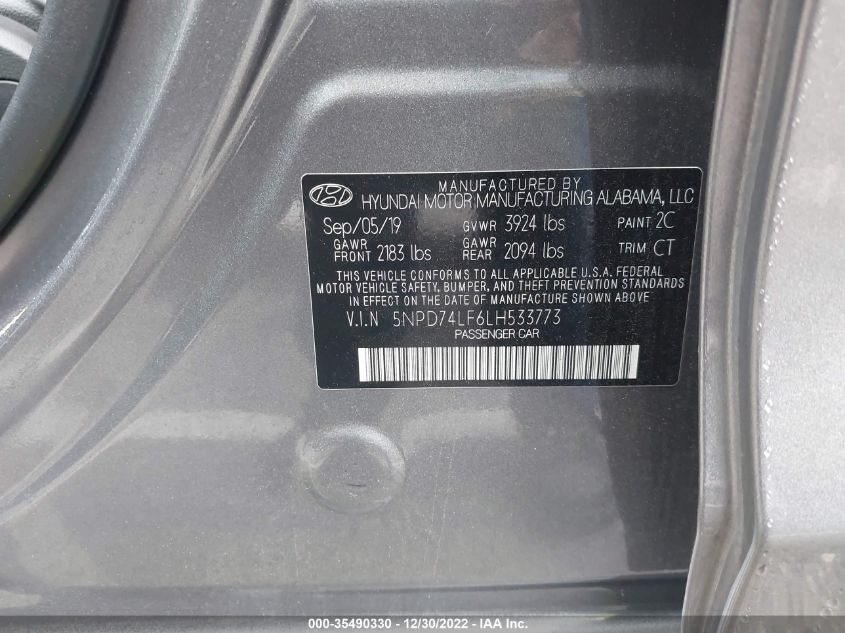 MANUFACTURED BY
HYUNDAI MOTOR MANUFACTURING ALABAMA, LLC
Sep/05/19 GVWR 3924 lbs PAINT 2C
GAWR FRONT 2183 lbs GAWR REAR 2094 lbs TRIM CT
THIS VEHICLE CONFORMS TO ALL APPLICABLE U.S.A. FEDERAL
MOTOR VEHICLE SAFETY, BUMPER, AND THEFT PREVENTION STANDARDS
IN EFFECT ON THE DATE OF MANUFACTURE SHOWN ABOVE
V.I.N 5NPD74LF6LH533773
PASSENGER CAR
000-35490330 - 12/30/2022 - IAA Inc.